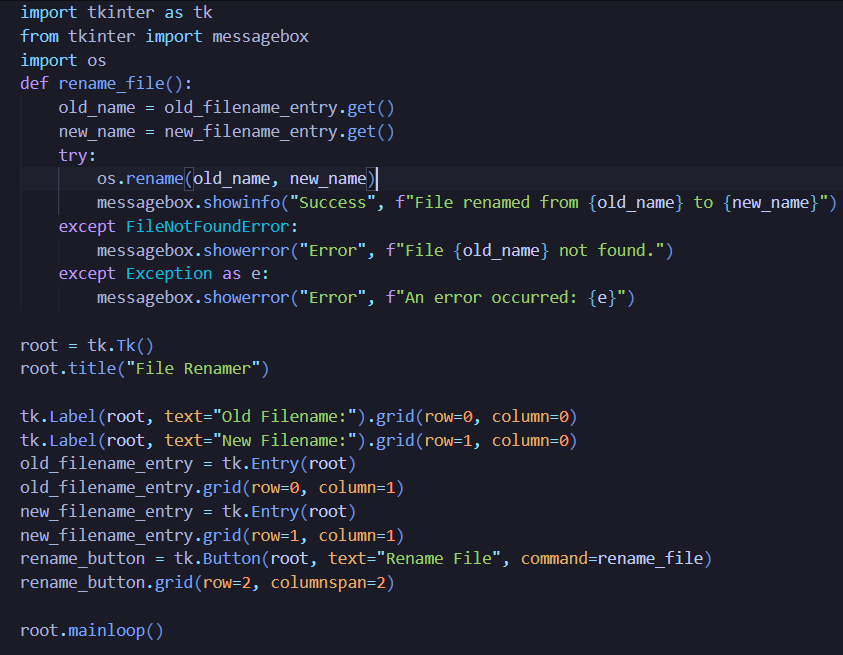 import tkinter as tk
from tkinter import messagebox
import os
def rename_file():
    old_name = old_filename_entry.get()
    new_name = new_filename_entry.get()
    try:
        os.rename(old_name, new_name)
        messagebox.showinfo("Success", f"File renamed from {old_name} to {new_name}")
    except FileNotFoundError:
        messagebox.showerror("Error", f"File {old_name} not found.")
    except Exception as e:
        messagebox.showerror("Error", f"An error occurred: {e}")

root = tk.Tk()
root.title("File Renamer")

tk.Label(root, text="Old Filename:").grid(row=0, column=0)
tk.Label(root, text="New Filename:").grid(row=1, column=0)
old_filename_entry = tk.Entry(root)
old_filename_entry.grid(row=0, column=1)
new_filename_entry = tk.Entry(root)
new_filename_entry.grid(row=1, column=1)
rename_button = tk.Button(root, text="Rename File", command=rename_file)
rename_button.grid(row=2, columnspan=2)

root.mainloop()